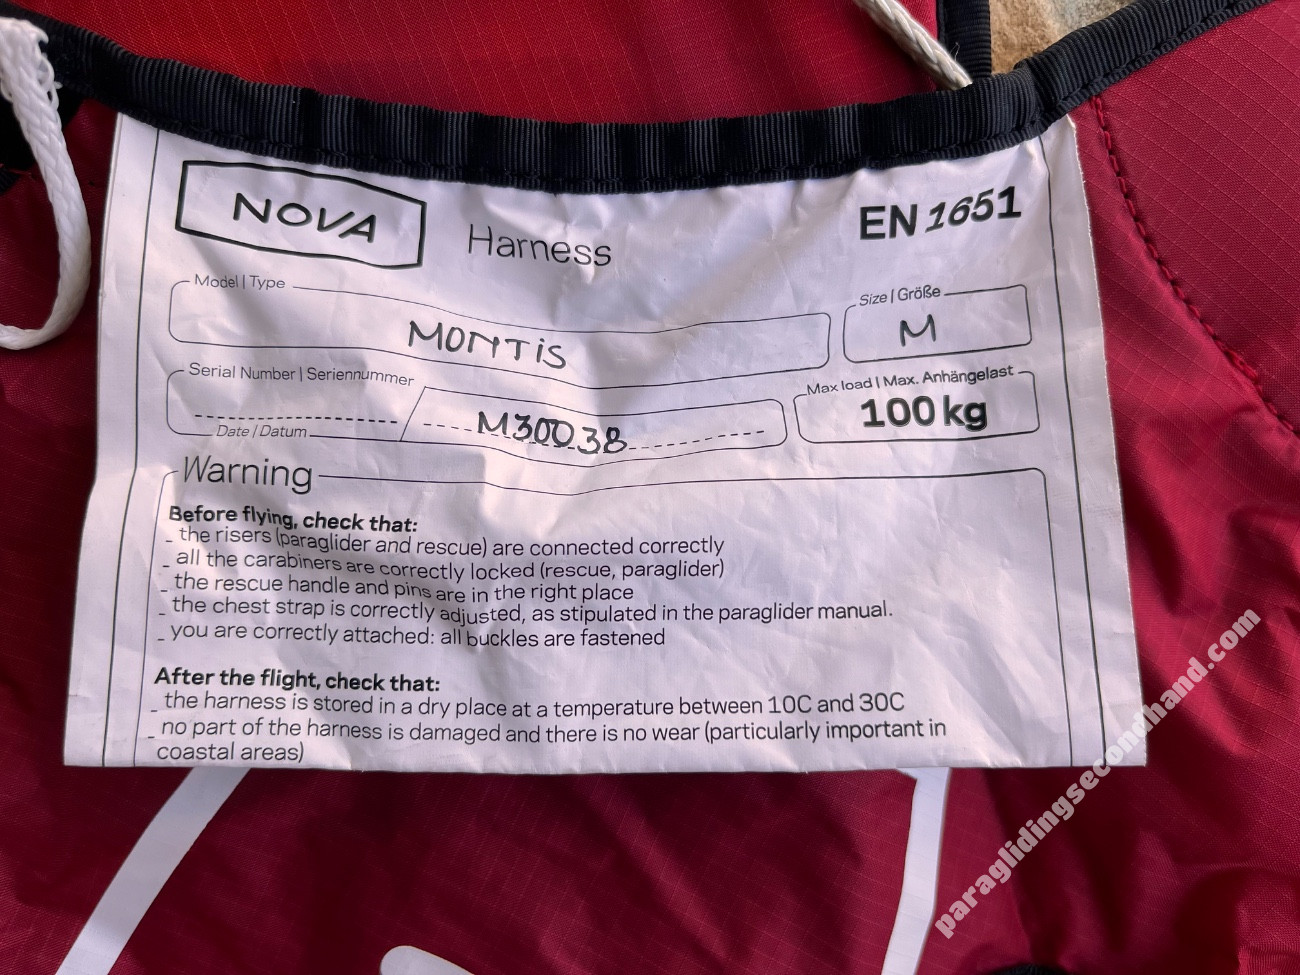 NOVA
Harness
EN 1651
Model | Type
MONTiS
Size | Größe
M
Serial Number | Seriennummer
M30038
Date / Datum
Max load | Max. Anhängelast
100 kg
Warning
Before flying, check that:
_ the risers (paraglider and rescue) are connected correctly
_ all the carabiners are correctly locked (rescue, paraglider)
_ the rescue handle and pins are in the right place
_ the chest strap is correctly adjusted, as stipulated in the paraglider manual.
_ you are correctly attached: all buckles are fastened
After the flight, check that:
_ the harness is stored in a dry place at a temperature between 10C and 30C
_ no part of the harness is damaged and there is no wear (particularly important in
coastal areas)
paraglidingsecondhand.com